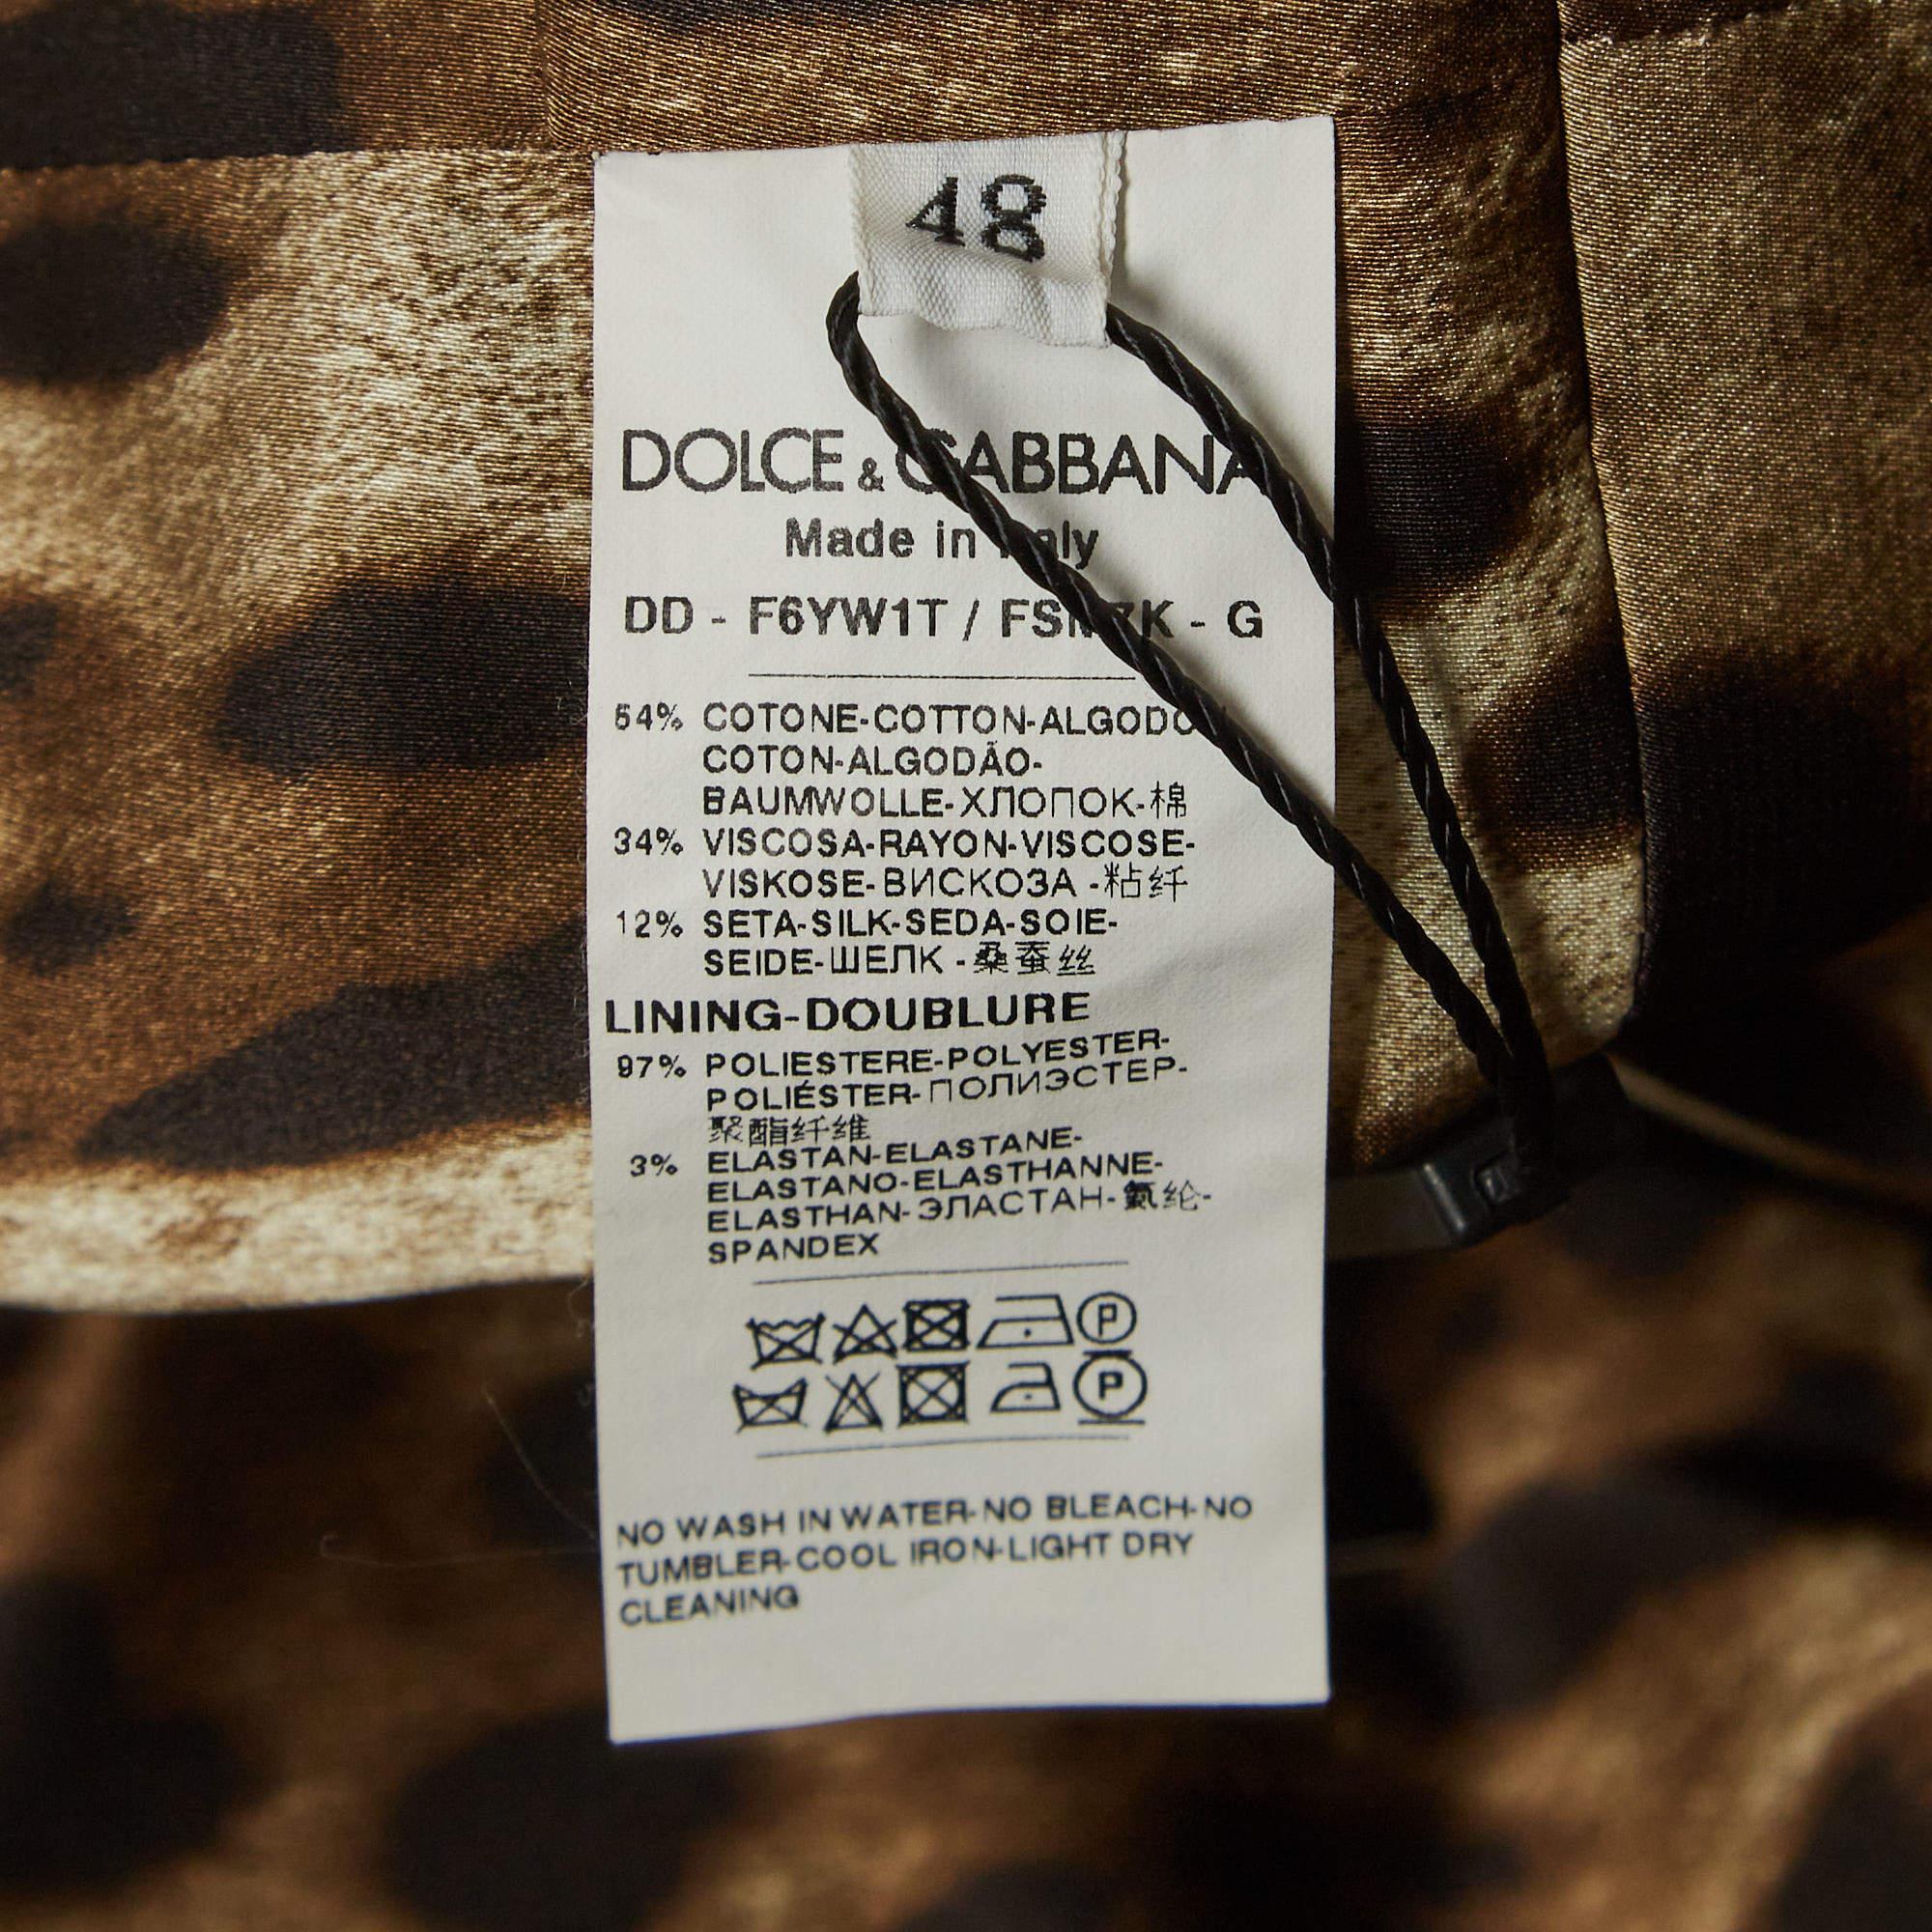 48
DOLCE & GABBANA
Made in Italy
DD - F6YW1T / FSM7K - G
54% COTONE-COTTON-ALGODON
COTON-ALGODÃO-
BAUMWOLLE-ХЛОПОК-棉
34% VISCOSA-RAYON-VISCOSE-
VISKOSE-ВИСКОЗА -粘纤
12% SETA-SILK-SEDA-SOIE-
SEIDE-ШЕЛК -桑蚕丝
LINING-DOUBLURE
97% POLIESTERE-POLYESTER-
POLIÉSTER-ПОЛИЭСТЕР-
聚酯纤维
3% ELASTAN-ELASTANE-
ELASTANO-ELASTHANNE-
ELASTHAN-ЭЛАСТАН-氨纶-
SPANDEX
P
P
NO WASH IN WATER-NO BLEACH-NO
TUMBLER-COOL IRON-LIGHT DRY
CLEANING